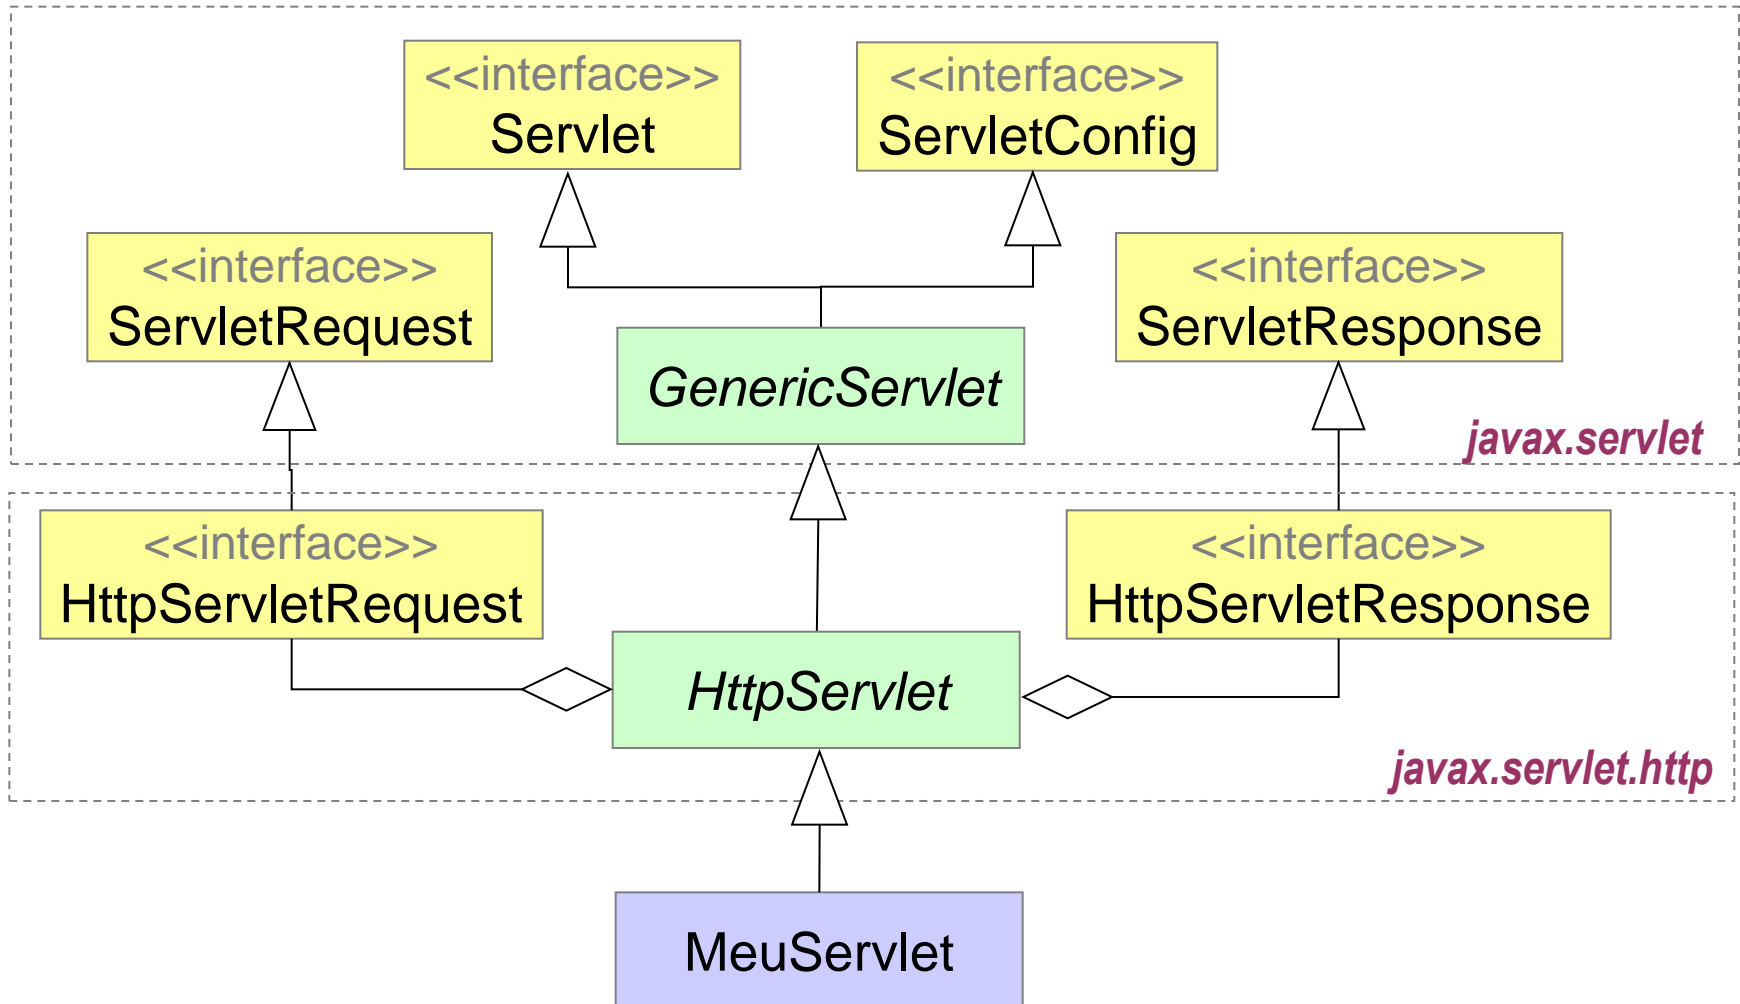 <<interface>>
Servlet
<<interface>>
ServletConfig
<<interface>>
ServletRequest
<<interface>>
ServletResponse
GenericServlet
javax.servlet
<<interface>>
HttpServletRequest
<<interface>>
HttpServletResponse
HttpServlet
javax.servlet.http
MeuServlet